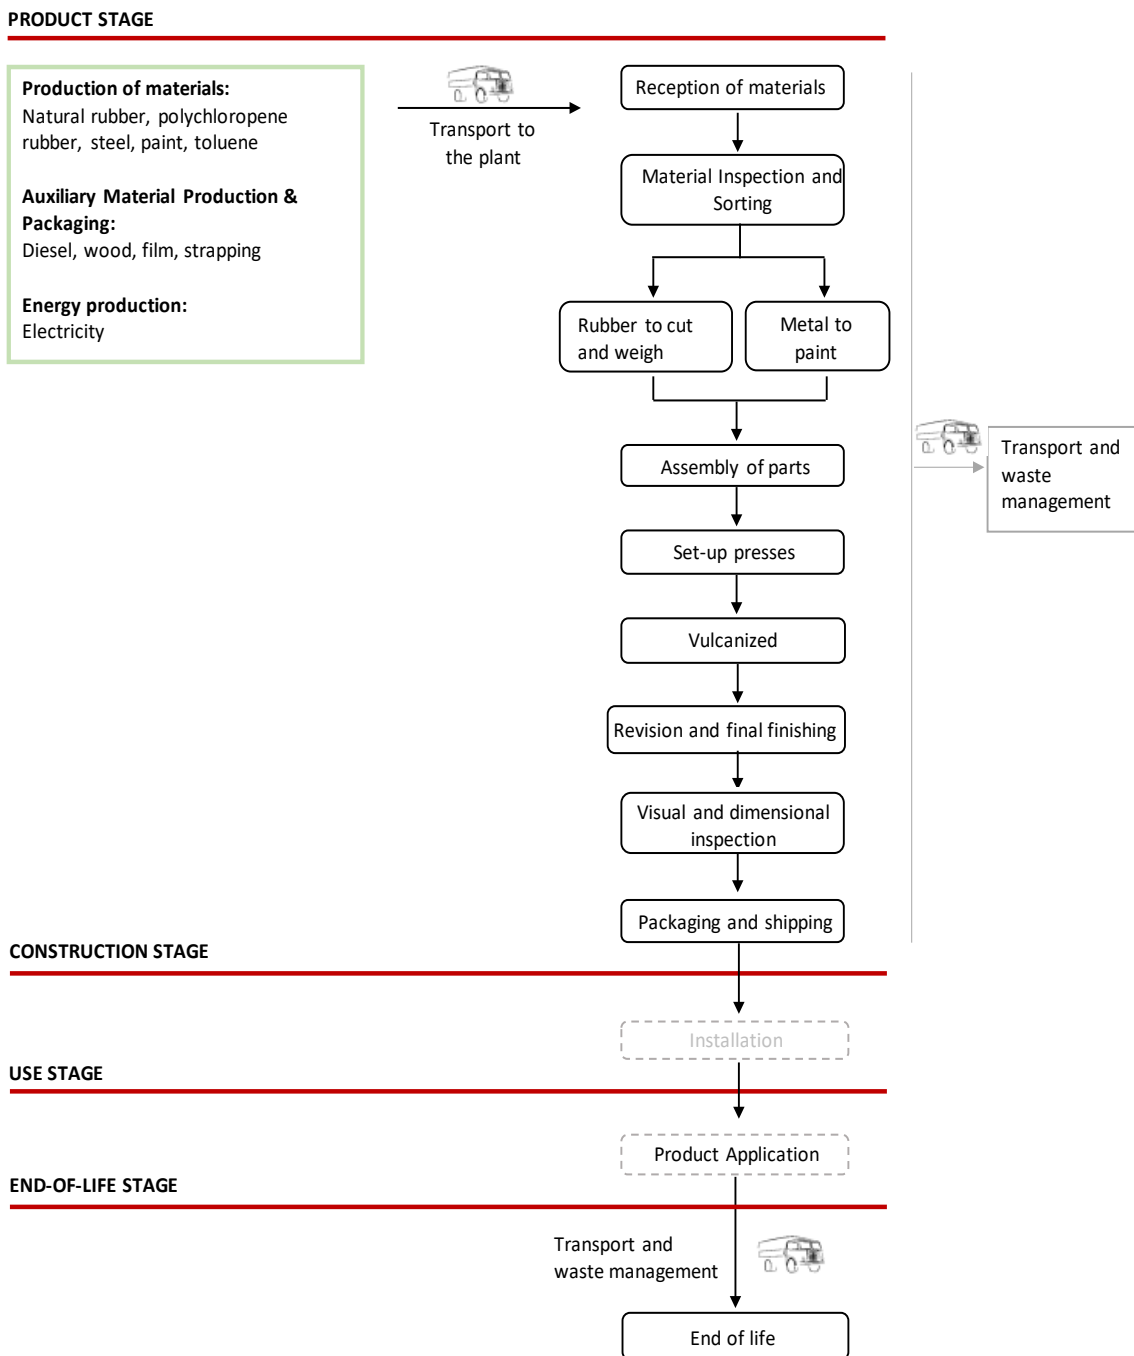 PRODUCT STAGE
Production of materials:
Natural rubber, polychloropene
rubber, steel, paint, toluene
Auxiliary Material Production &
Packaging:
Diesel, wood, film, strapping
Energy production:
Electricity
Transport to
the plant
Reception of materials
Material Inspection and
Sorting
Rubber to cut
and weigh
Metal to
paint
Assembly of parts
Set-up presses
Vulcanized
Revision and final finishing
Visual and dimensional
inspection
Packaging and shipping
Transport and
waste
management
CONSTRUCTION STAGE
Installation
USE STAGE
Product Application
END-OF-LIFE STAGE
Transport and
waste management
End of life